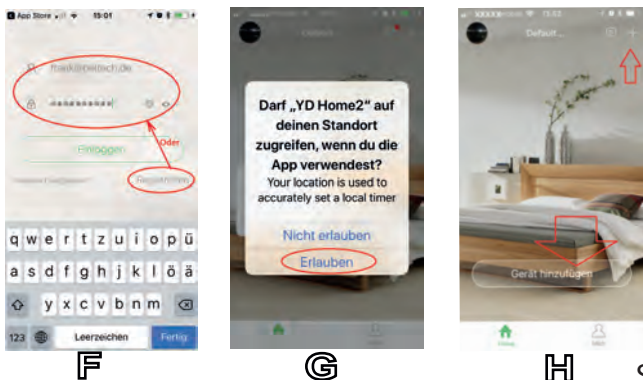 App Store
15:01
Oder
Einloggen
q w e r t z u i o p ü
a s d f g h j k l ö ä
y x c v b n m
123
Leerzeichen
Fertig
F
Darf „YD Home2“ auf
deinen Standort
zugreifen, wenn du die
App verwendest?
Your location is used to
accurately set a local timer
Nicht erlauben
Erlauben
G
Default...
Gerät hinzufügen
H